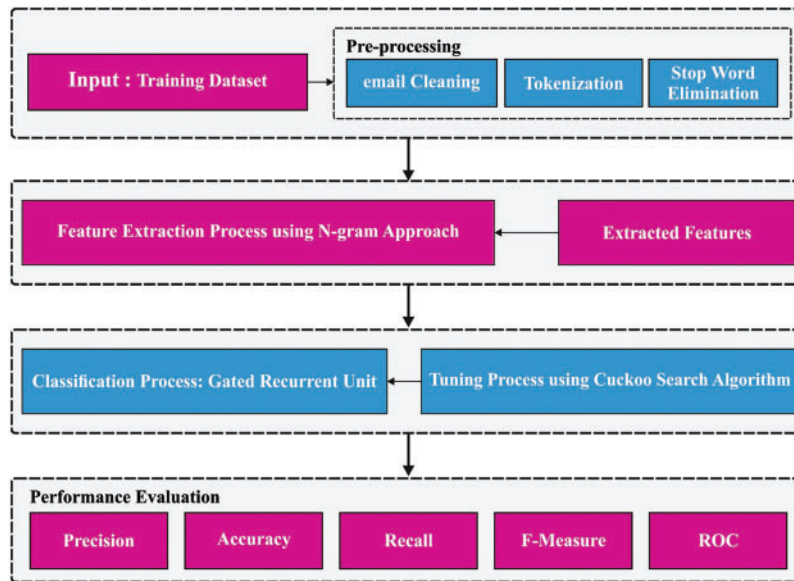 Pre-processing
Input : Training Dataset
email Cleaning
Tokenization
Stop Word
Elimination
Feature Extraction Process using N-gram Approach
Extracted Features
Classification Process: Gated Recurrent Unit
Tuning Process using Cuckoo Search Algorithm
Performance Evaluation
Precision
Accuracy
Recall
F-Measure
ROC